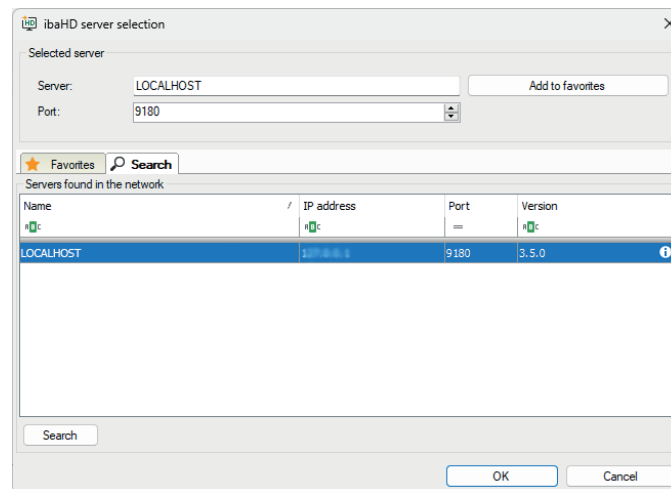 ibaHD server selection
Selected server
Server: LOCALHOST Add to favorites
Port: 9180
Favorites Search
Servers found in the network
Name IP address Port Version
LOCALHOST 9180 3.5.0
Search
OK Cancel